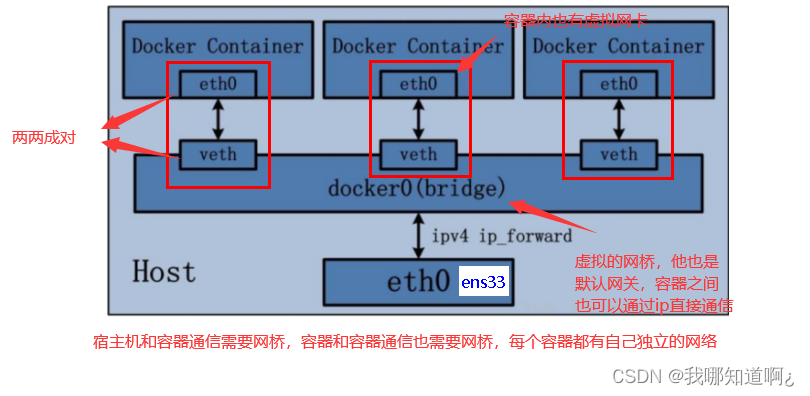 容器内也有虚拟网卡
Docker Container
Docker Container
Docker Container
eth0
eth0
eth0
两两成对
veth
veth
veth
docker0(bridge)
ipv4 ip_forward
虚拟的网桥，他也是
默认网关，容器之间
也可以通过ip直接通信
Host
eth0
ens33
宿主机和容器通信需要网桥，容器和容器通信也需要网桥，每个容器都有自己独立的网络
CSDN @我哪知道啊¿